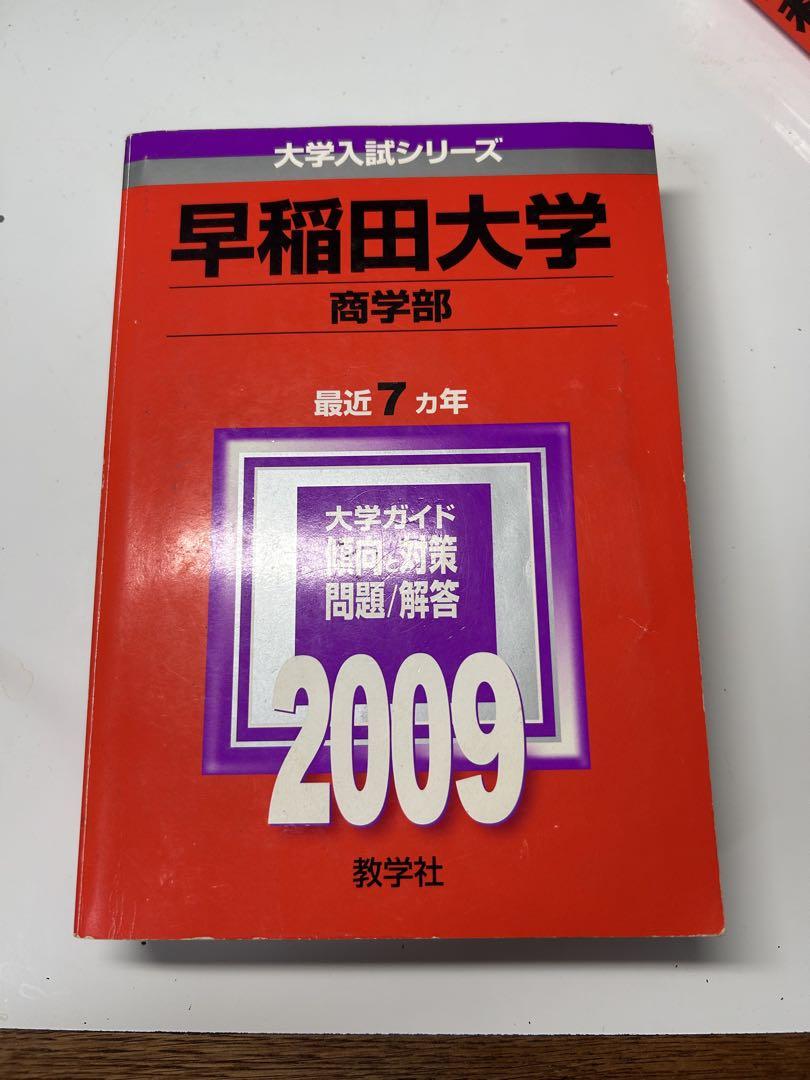 大学入試シリーズ
早稲田大学
商学部
最近7ヵ年
大学ガイド
傾向と対策
問題/解答
2009
教学社